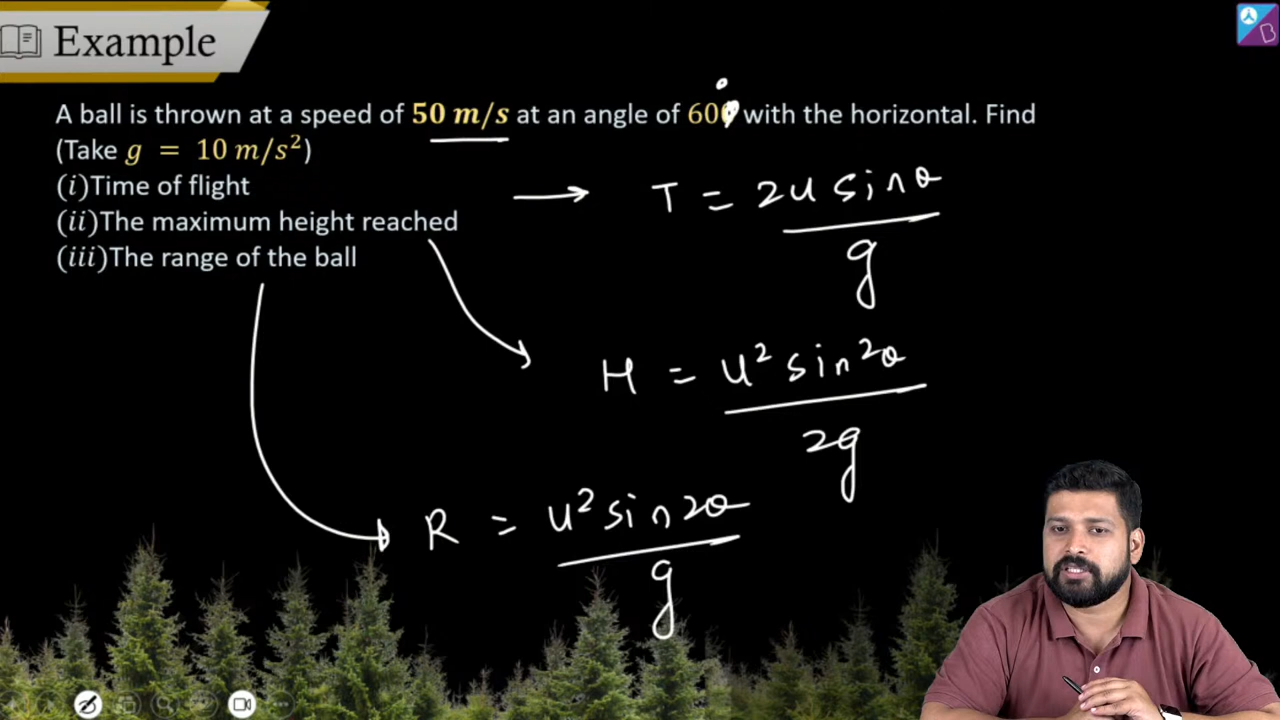 Example
A ball is thrown at a speed of 50 m/s at an angle of 60° with the horizontal. Find
(Take g = 10 m/s²)
(i)Time of flight
(ii)The maximum height reached
(iii)The range of the ball
T = 2u sinθ
g
H = u² sin²θ
2g
R = u² sin2θ
g
B